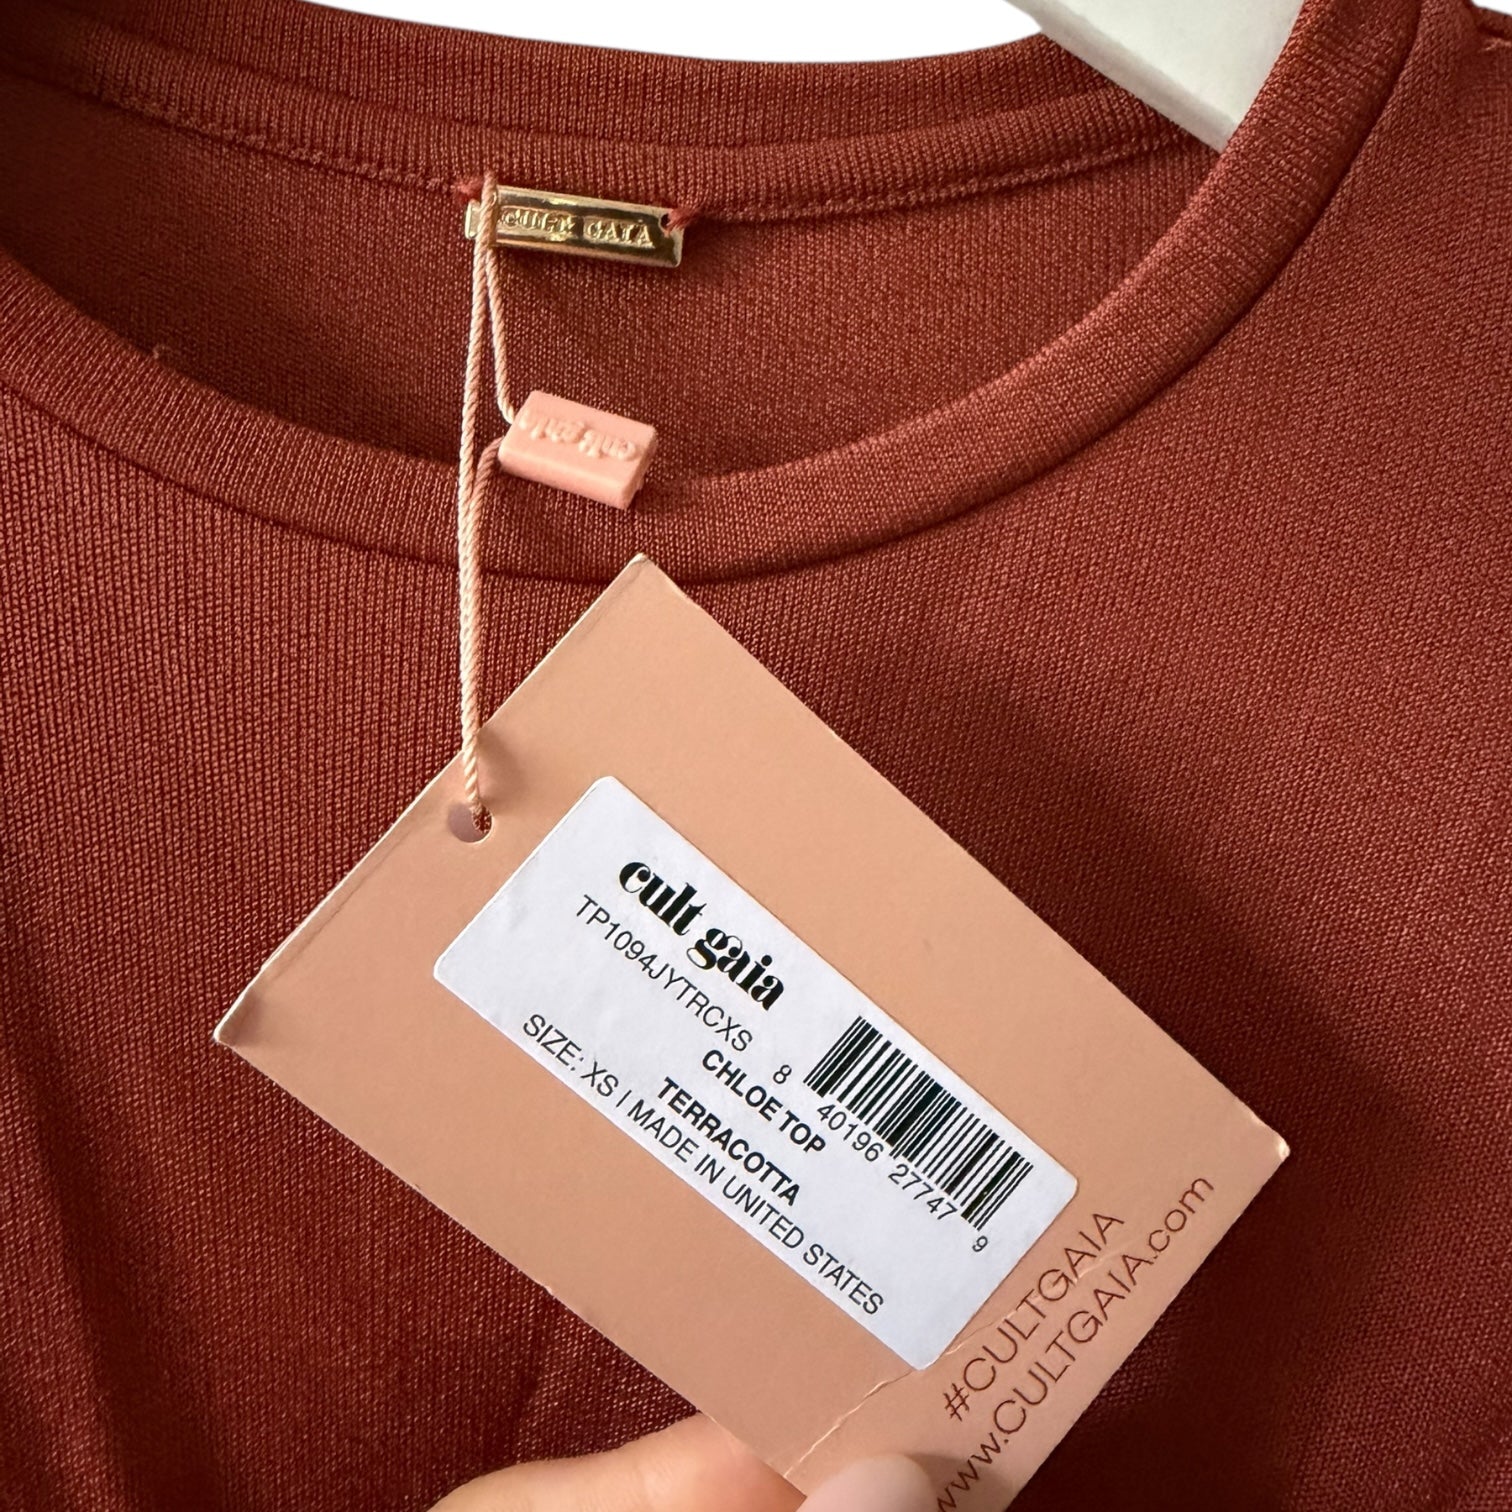 CULT GAIA
cult gaia
cult gaia
TP1094JYTRCXS
CHLOE TOP
TERRACOTTA
SIZE: XS | MADE IN UNITED STATES
8 40196 27747 9
#CULTGAIA
www.CULTGAIA.com